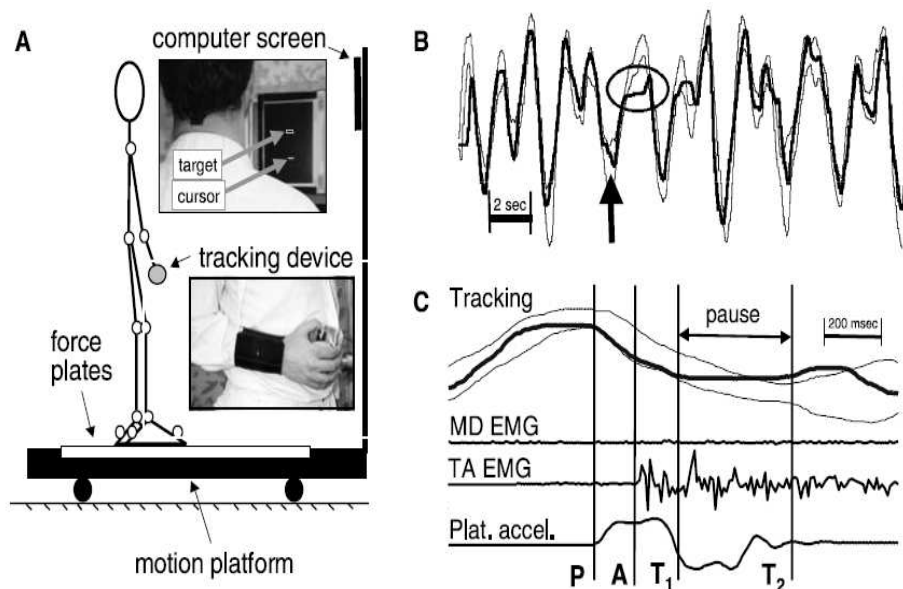 A
computer screen
target
cursor
tracking device
force
plates
motion platform
B
2 sec
C
Tracking
pause
200 msec
MD EMG
TA EMG
Plat. accel.
P A T1 T2